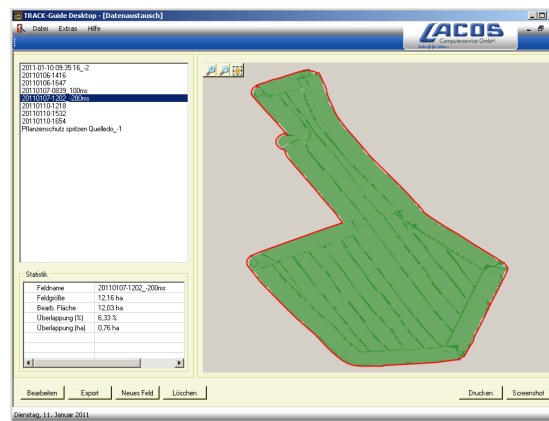 TRACK-Guide Desktop - [Datenaustausch]
Datei Extras Hilfe
LACOS
Computerservice GmbH
2011-01-10 09:35:16_-2
20110106-1416
20110106-1647
20110107-0839_100ms
20110107-1202_-200ms
20110110-1218
20110110-1532
20110110-1654
Pflanzenschutz spritzen Quelledo_-1
Statistik
Feldname 20110107-1202_-200ms
Feldgröße 12,16 ha
Bearb. Fläche 12,03 ha
Überlappung (%) 6,33 %
Überlappung (ha) 0,76 ha
Bearbeiten Export Neues Feld Löschen Drucken Screenshot
Dienstag, 11. Januar 2011